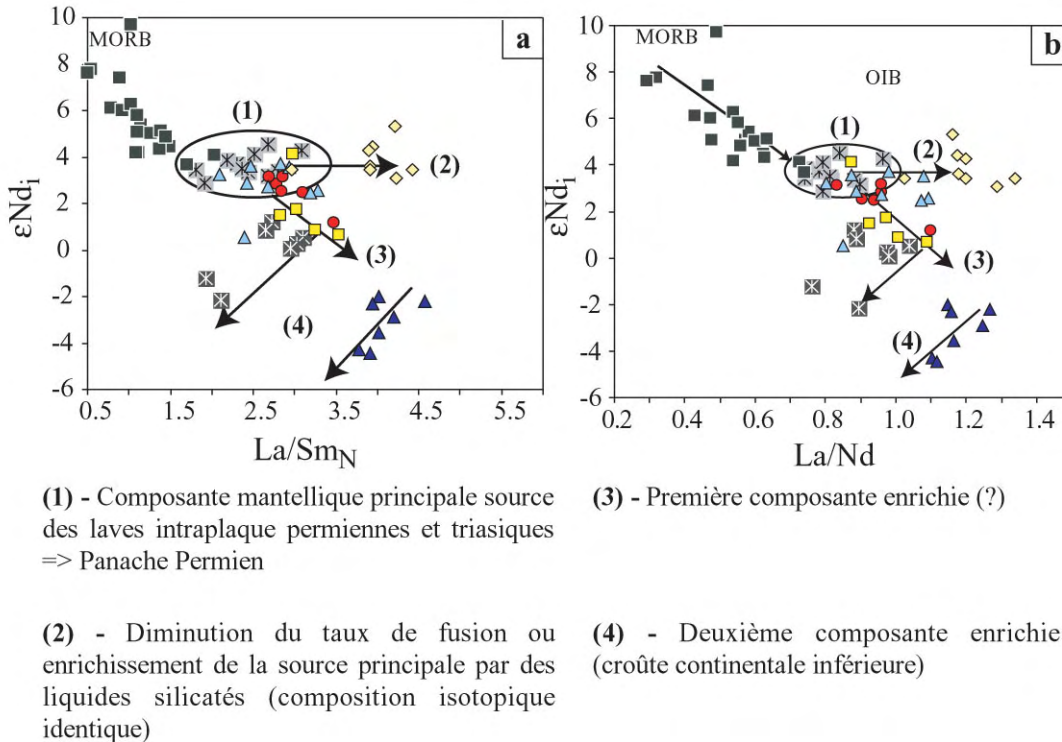 10
8
6
4
2
0
-2
-4
-6
εNdi
MORB
a
(1)
(2)
(3)
(4)
0.5
1.5
2.5
3.5
4.5
La/SmN
10
8
6
4
2
0
-2
-4
-6
εNdi
MORB
OIB
b
(1)
(2)
(3)
(4)
0.2
0.4
0.6
0.8
1.0
1.2
1.4
La/Nd
(1) - Composante mantellique principale source
des laves intraplaque permiennes et triasiques
=> Panache Permien
(2) - Diminution du taux de fusion ou
enrichissement de la source principale par des
liquides silicatés (composition isotopique
identique)
(3) - Première composante enrichie (?)
(4) - Deuxième composante enrichie
(croûte continentale inférieure)